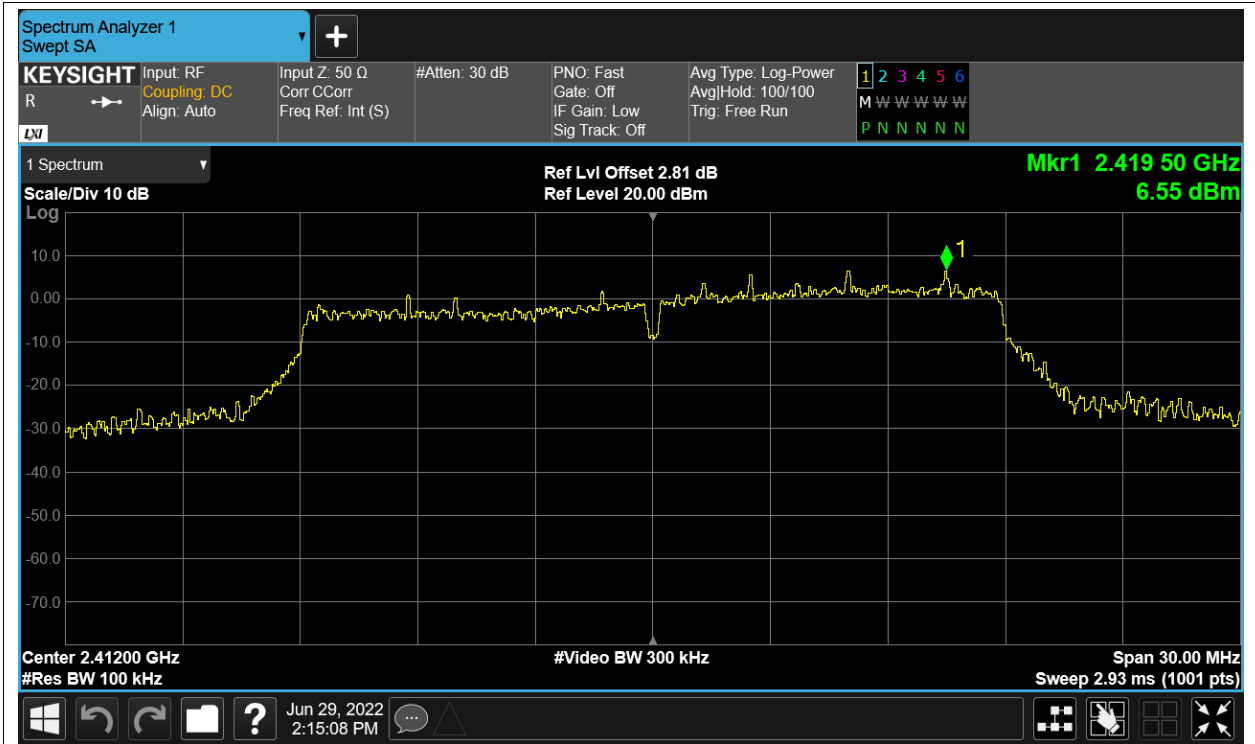 Spectrum Analyzer 1
Swept SA
KEYSIGHT
R
LXI
Input: RF
Coupling: DC
Align: Auto
Input Z: 50 Ω
Corr CCorr
Freq Ref: Int (S)
#Atten: 30 dB
PNO: Fast
Gate: Off
IF Gain: Low
Sig Track: Off
Avg Type: Log-Power
Avg|Hold: 100/100
Trig: Free Run
1 2 3 4 5 6
M W W W W W
P N N N N N
1 Spectrum
Scale/Div 10 dB
Ref Lvl Offset 2.81 dB
Ref Level 20.00 dBm
Mkr1 2.419 50 GHz
6.55 dBm
Log
1
10.0
0.00
-10.0
-20.0
-30.0
-40.0
-50.0
-60.0
-70.0
Center 2.41200 GHz
#Video BW 300 kHz
Span 30.00 MHz
#Res BW 100 kHz
Sweep 2.93 ms (1001 pts)
?
Jun 29, 2022
2:15:08 PM